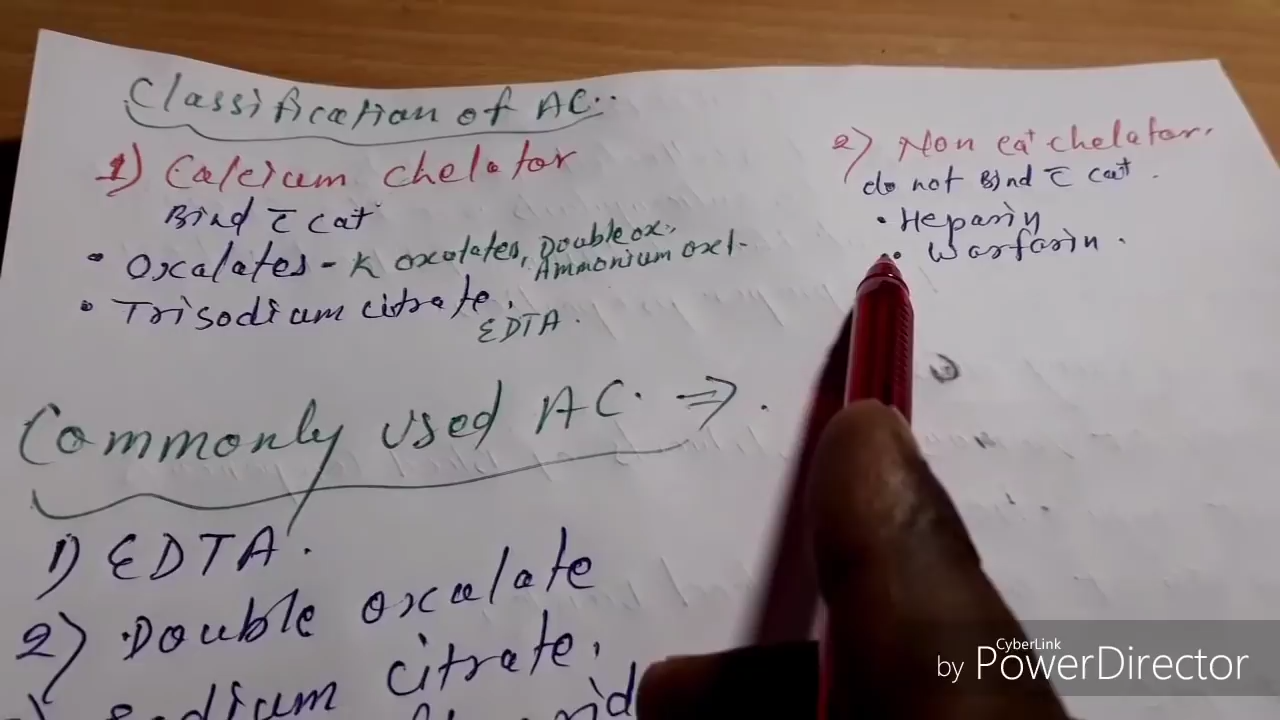 Classification of AC..
1) Calcium chelator
Bind c̄ Ca+
• Oxalates - K oxalates, Double ox.,
Ammonium oxl.
• Trisodium citrate.
EDTA.
2) Non Ca+ chelator.
do not Bind c̄ Ca+.
• Heparin
• Warfarin.
Commonly used AC. ⇒.
1) EDTA.
2) Double oxalate
Sodium citrate.
CyberLink
by PowerDirector